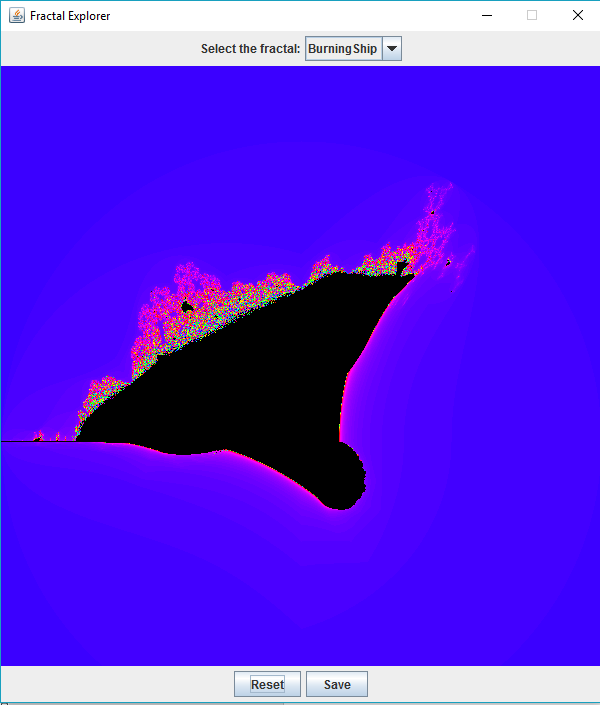 Fractal Explorer
Select the fractal: BurningShip
Reset Save